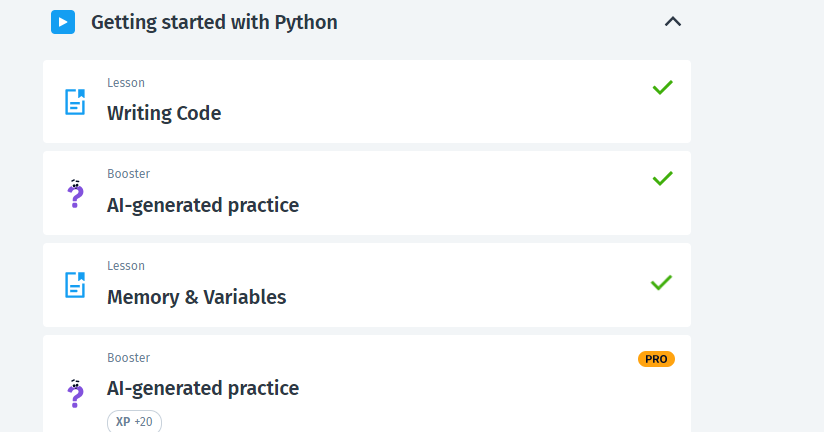 Getting started with Python
Lesson
Writing Code
Booster
AI-generated practice
Lesson
Memory & Variables
Booster
PRO
AI-generated practice
XP +20